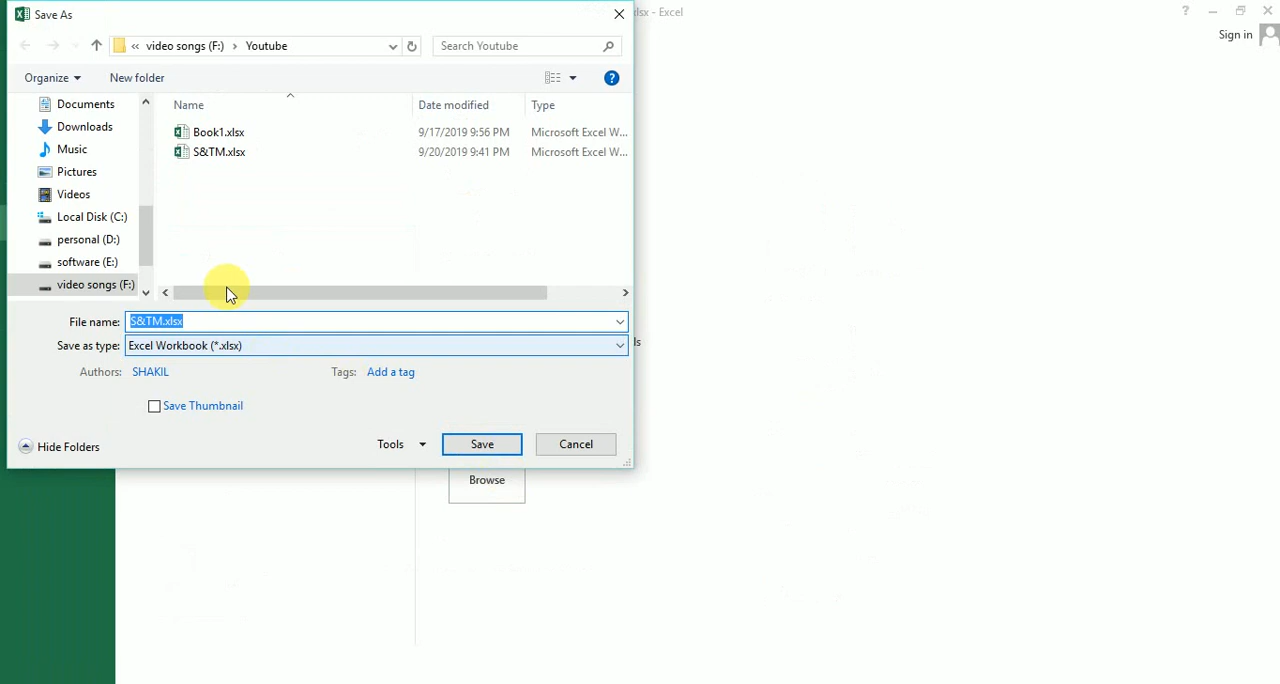 Save As
lsx - Excel
?
Sign in
« video songs (F:) > Youtube
Search Youtube
Organize
New folder
?
Documents
Downloads
Music
Pictures
Videos
Local Disk (C:)
personal (D:)
software (E:)
video songs (F:)
Name Date modified Type
Book1.xlsx 9/17/2019 9:56 PM Microsoft Excel W...
S&TM.xlsx 9/20/2019 9:41 PM Microsoft Excel W...
File name: S&TM.xlsx
Save as type: Excel Workbook (*.xlsx)
ls
Authors: SHAKIL Tags: Add a tag
Save Thumbnail
Hide Folders Tools Save Cancel
Browse